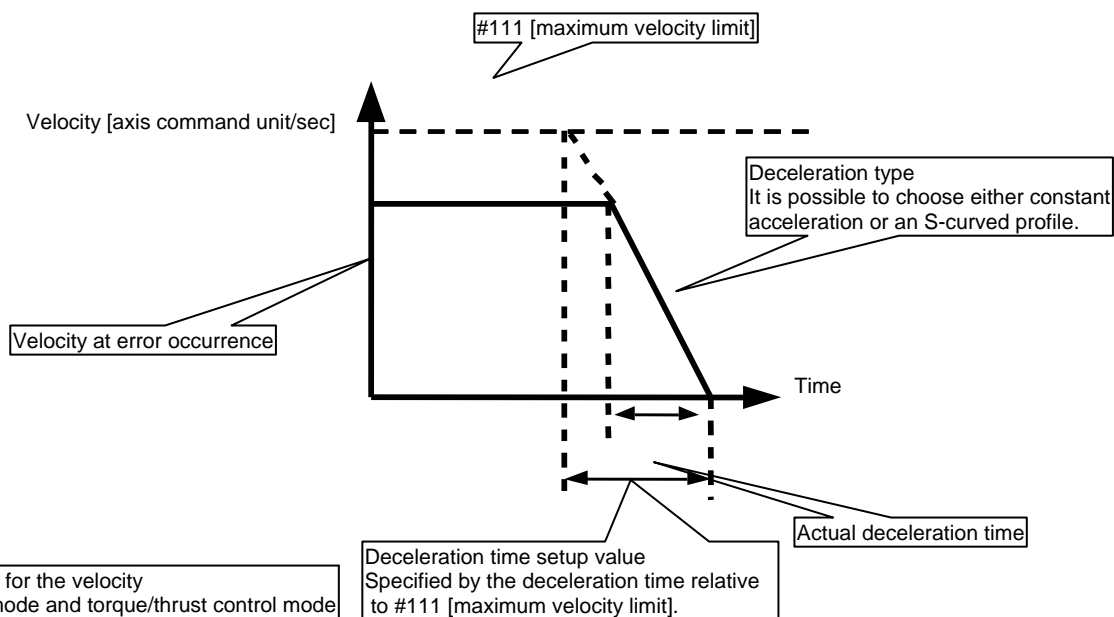 #111 [maximum velocity limit]
Velocity [axis command unit/sec]
Deceleration type
It is possible to choose either constant
acceleration or an S-curved profile.
Velocity at error occurrence
Time
Actual deceleration time
Deceleration time setup value
Specified by the deceleration time relative
to #111 [maximum velocity limit].
for the velocity
node and torque/thrust control mode